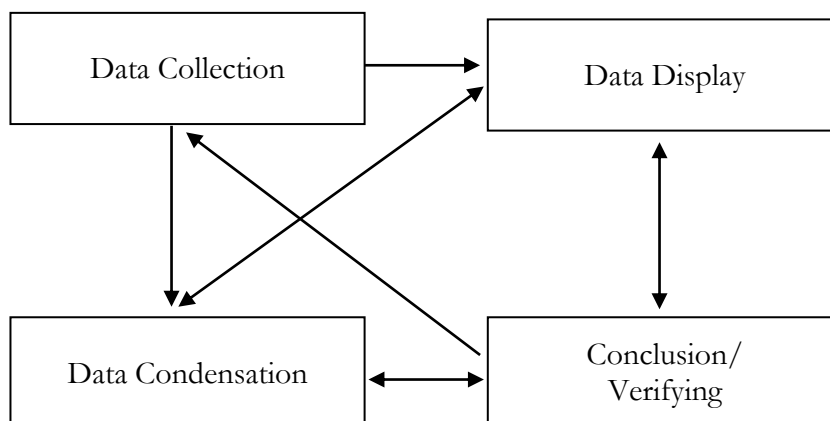 Data Collection
Data Display
Data Condensation
Conclusion/
Verifying